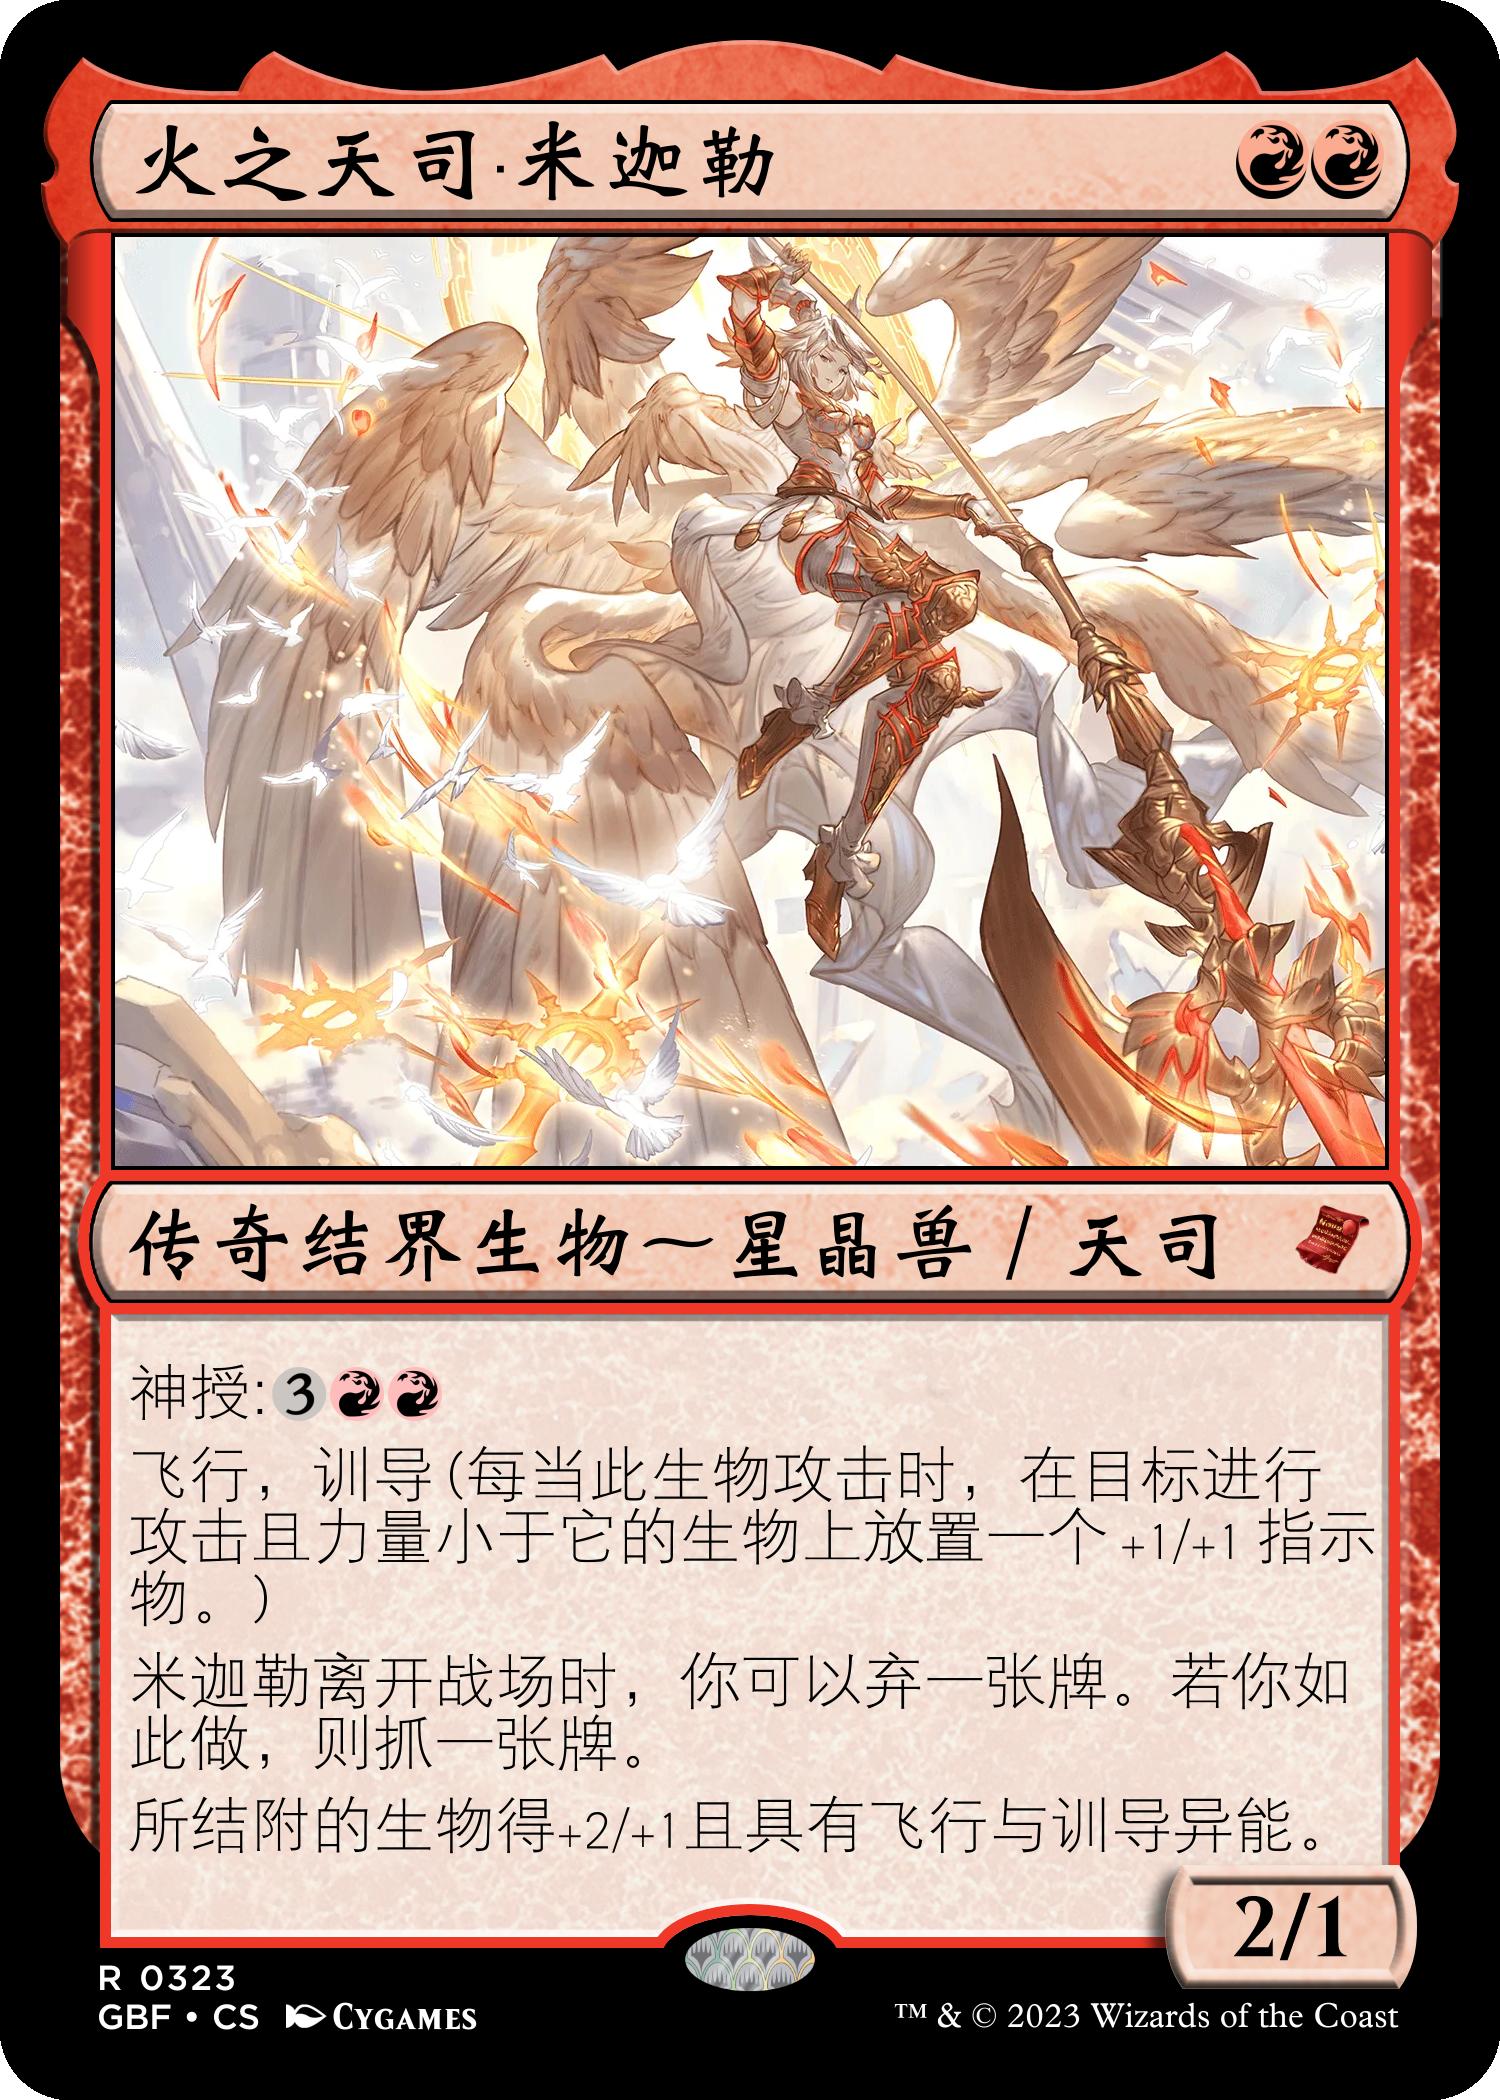 火之天司·米迦勒
传奇结界生物～星晶兽/天司
神授:3
飞行，训导(每当此生物攻击时，在目标进行
攻击且力量小于它的生物上放置一个 +1/+1 指示
物。)
米迦勒离开战场时，你可以弃一张牌。若你如
此做，则抓一张牌。
所结附的生物得+2/+1且具有飞行与训导异能。
2/1
R 0323
GBF • CS CYGAMES
™ & © 2023 Wizards of the Coast